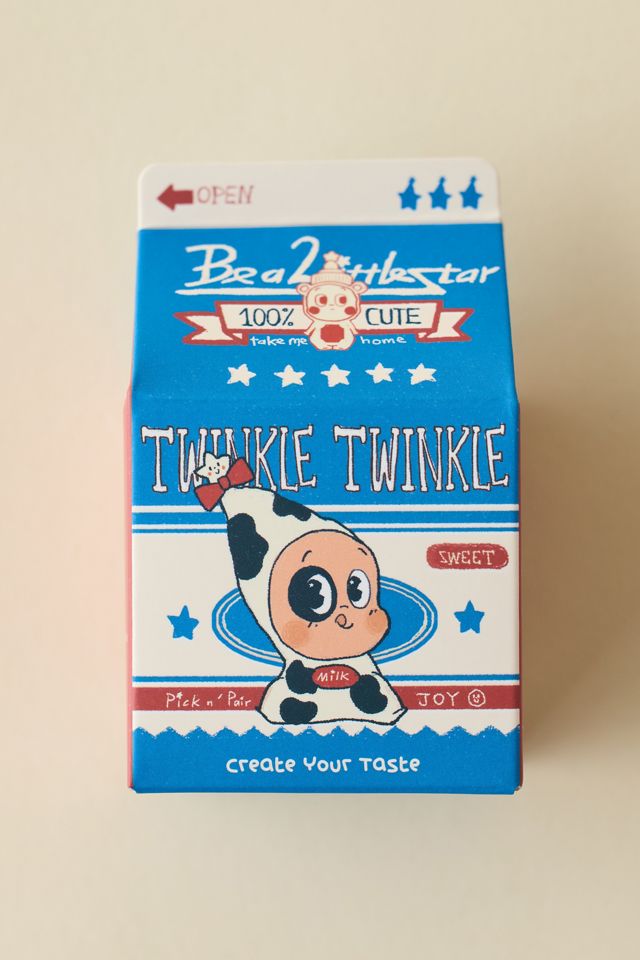 OPEN
Be a Little Star
100% CUTE
take me home
TWINKLE TWINKLE
SWEET
Milk
Pick n' Pair
JOY
Create Your Taste